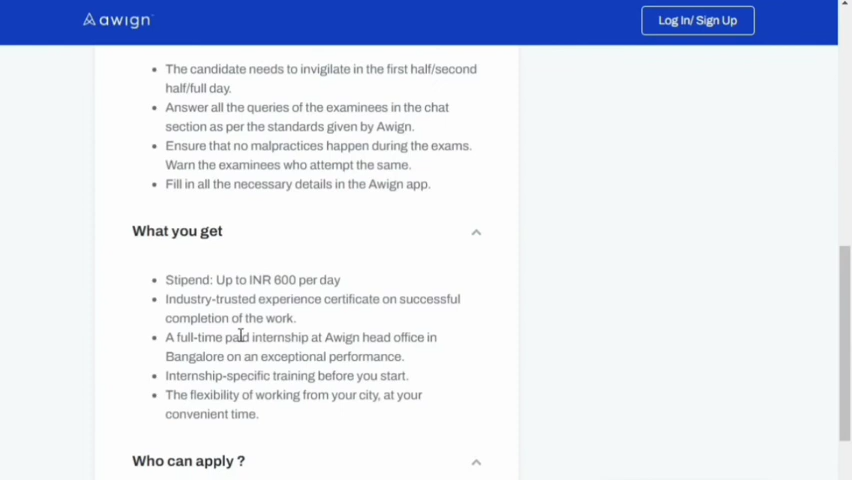 awign
Log In/ Sign Up
• The candidate needs to invigilate in the first half/second
half/full day.
• Answer all the queries of the examinees in the chat
section as per the standards given by Awign.
• Ensure that no malpractices happen during the exams.
Warn the examinees who attempt the same.
• Fill in all the necessary details in the Awign app.
What you get
• Stipend: Up to INR 600 per day
• Industry-trusted experience certificate on successful
completion of the work.
• A full-time paid internship at Awign head office in
Bangalore on an exceptional performance.
• Internship-specific training before you start.
• The flexibility of working from your city, at your
convenient time.
Who can apply ?